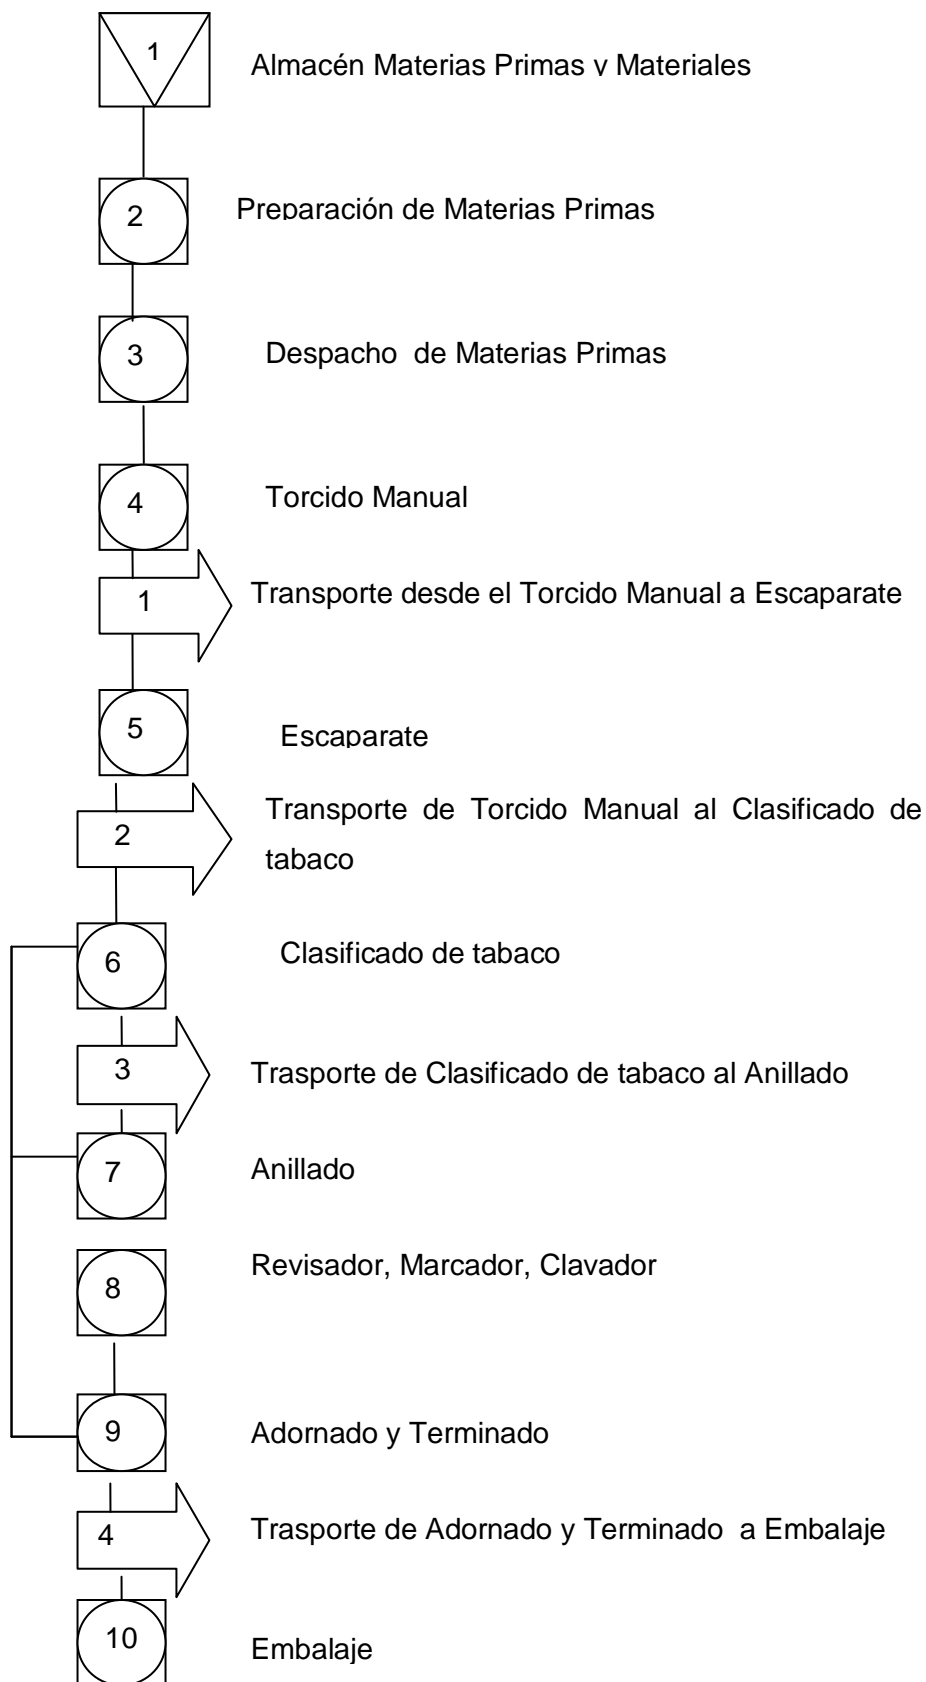 1
Almacén Materias Primas y Materiales
2
Preparación de Materias Primas
3
Despacho  de Materias Primas
4
Torcido Manual
1
Transporte desde el Torcido Manual a Escaparate
5
Escaparate
2
Transporte de Torcido Manual al Clasificado de
tabaco
6
Clasificado de tabaco
3
Trasporte de Clasificado de tabaco al Anillado
7
Anillado
8
Revisador, Marcador, Clavador
9
Adornado y Terminado
4
Trasporte de Adornado y Terminado  a Embalaje
10
Embalaje